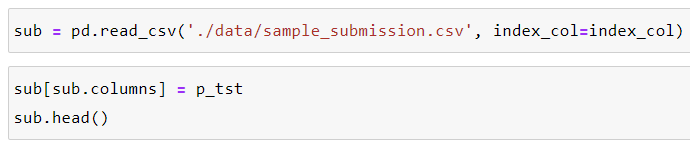 sub = pd.read_csv('./data/sample_submission.csv', index_col=index_col)
sub[sub.columns] = p_tst
sub.head()